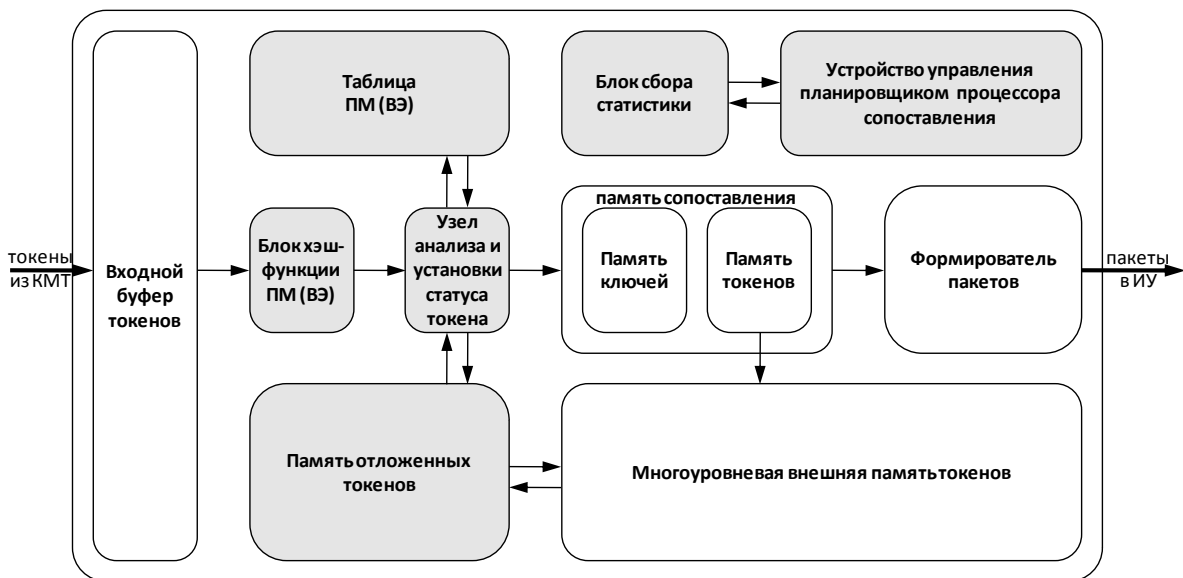 Таблица
ПМ (ВЭ)
Блок сбора
статистики
Устройство управления
планировщиком процессора
сопоставления
токены
из КМТ
Входной
буфер
токенов
Блок хэш-
функции
ПМ (ВЭ)
Узел
анализа и
установки
статуса
токена
память сопоставления
Память
ключей
Память
токенов
Формирователь
пакетов
пакеты
в ИУ
Память отложенных
токенов
Многоуровневая внешняя память токенов